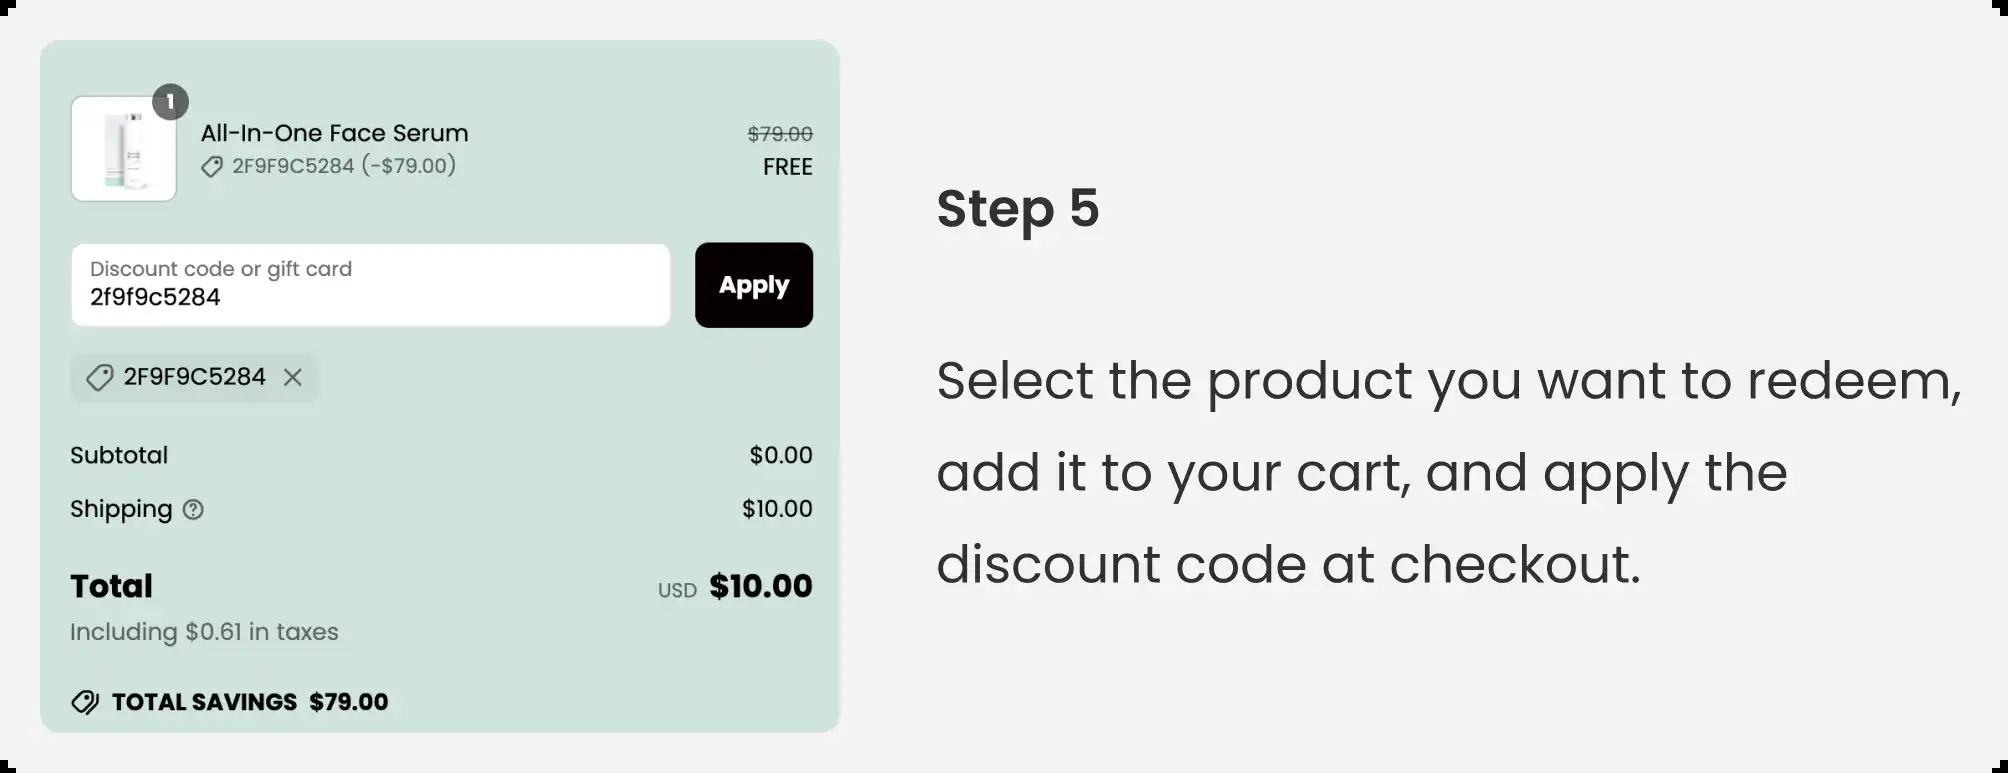 1
All-In-One Face Serum
$79.00
2F9F9C5284 (-$79.00)
FREE
Discount code or gift card
2f9f9c5284
Apply
2F9F9C5284
Subtotal
$0.00
Shipping
$10.00
Total
USD $10.00
Including $0.61 in taxes
TOTAL SAVINGS $79.00
Step 5
Select the product you want to redeem,
add it to your cart, and apply the
discount code at checkout.